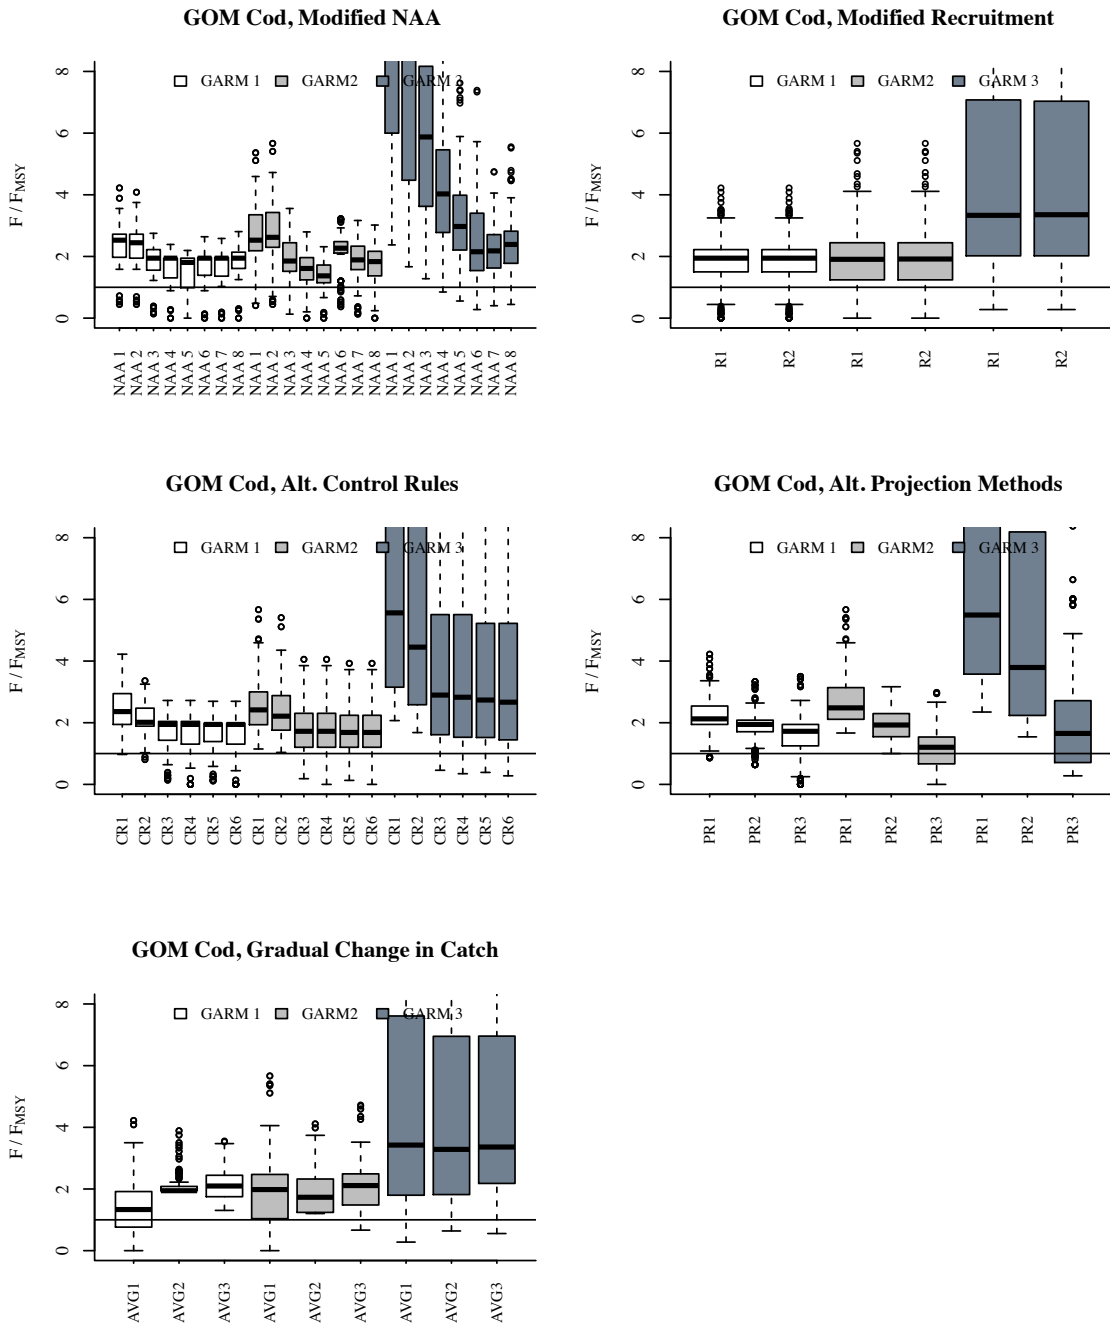 GOM Cod, Modified NAA
GARM 1 GARM2 GARM 3
F / FMSY
8
6
4
2
0
NAA 1 NAA 2 NAA 3 NAA 4 NAA 5 NAA 6 NAA 7 NAA 8 NAA 1 NAA 2 NAA 3 NAA 4 NAA 5 NAA 6 NAA 7 NAA 8 NAA 1 NAA 2 NAA 3 NAA 4 NAA 5 NAA 6 NAA 7 NAA 8
GOM Cod, Modified Recruitment
GARM 1 GARM2 GARM 3
F / FMSY
8
6
4
2
0
R1 R2 R1 R2 R1 R2
GOM Cod, Alt. Control Rules
GARM 1 GARM2 GARM 3
F / FMSY
8
6
4
2
0
CR1 CR2 CR3 CR4 CR5 CR6 CR1 CR2 CR3 CR4 CR5 CR6 CR1 CR2 CR3 CR4 CR5 CR6
GOM Cod, Alt. Projection Methods
GARM 1 GARM2 GARM 3
F / FMSY
8
6
4
2
0
PR1 PR2 PR3 PR1 PR2 PR3 PR1 PR2 PR3
GOM Cod, Gradual Change in Catch
GARM 1 GARM2 GARM 3
F / FMSY
8
6
4
2
0
AVG1 AVG2 AVG3 AVG1 AVG2 AVG3 AVG1 AVG2 AVG3